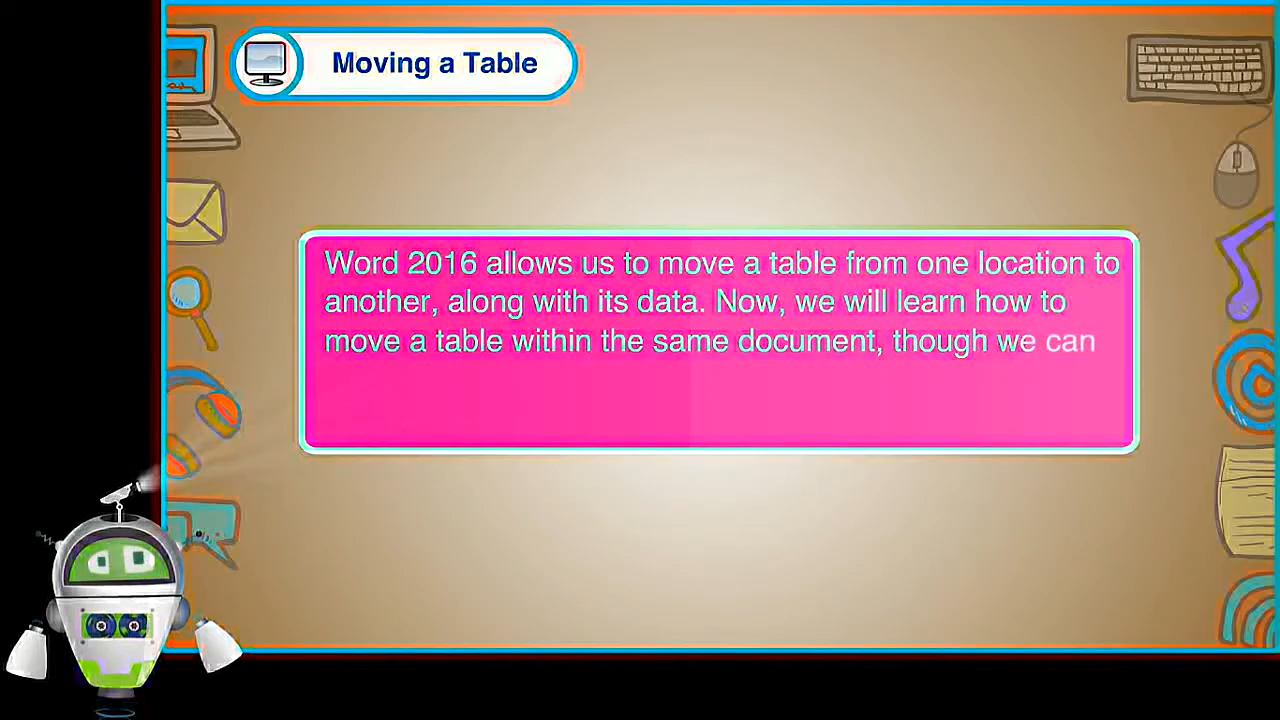 Moving a Table
Word 2016 allows us to move a table from one location to
another, along with its data. Now, we will learn how to
move a table within the same document, though we can